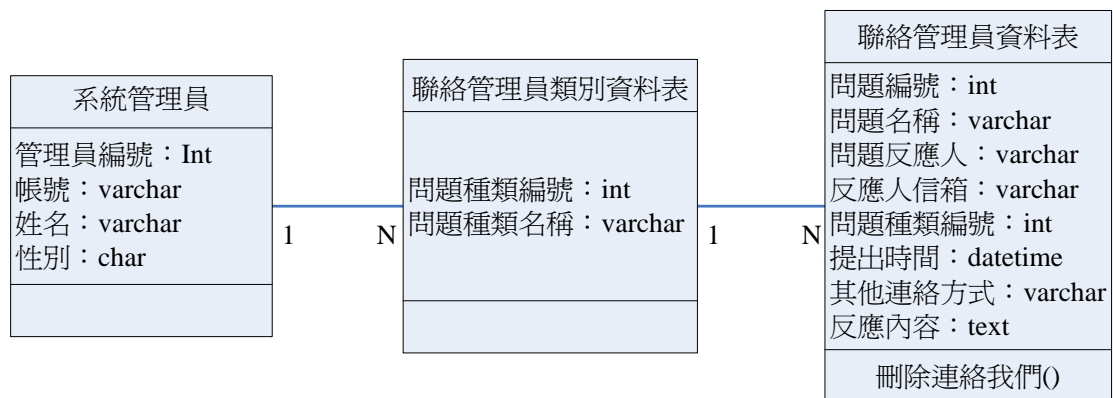 系統管理員
管理員編號：Int
帳號：varchar
姓名：varchar
性別：char
1
N
聯絡管理員類別資料表
問題種類編號：int
問題種類名稱：varchar
1
N
聯絡管理員資料表
問題編號：int
問題名稱：varchar
問題反應人：varchar
反應人信箱：varchar
問題種類編號：int
提出時間：datetime
其他連絡方式：varchar
反應內容：text
刪除連絡我們()